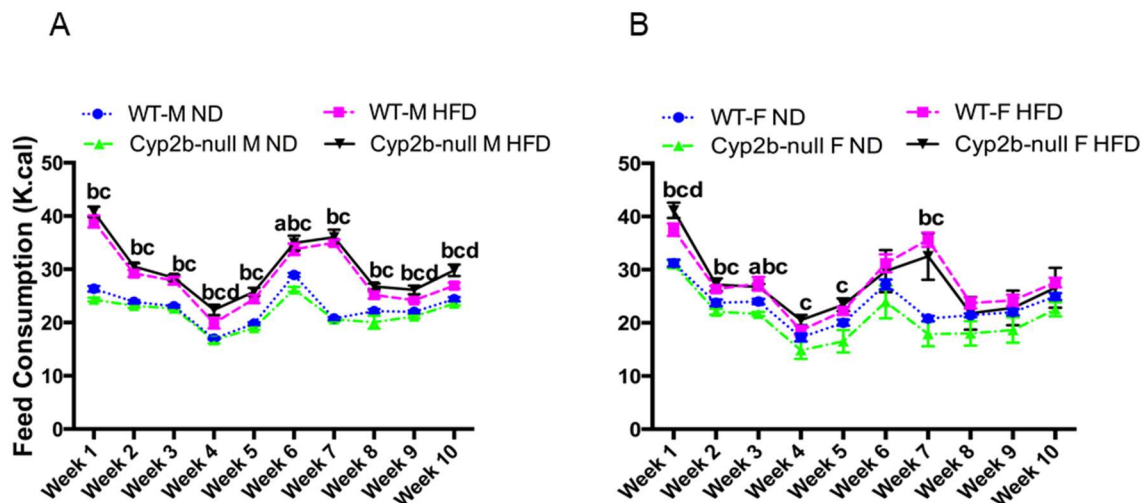 A
WT-M ND
WT-M HFD
Cyp2b-null M ND
Cyp2b-null M HFD
Feed Consumption (K.cal)
50
40
30
20
10
0
bc
bc
bc
bcd
bc
abc
bc
bc
bcd
bcd
Week 1
Week 2
Week 3
Week 4
Week 5
Week 6
Week 7
Week 8
Week 9
Week 10
B
WT-F ND
WT-F HFD
Cyp2b-null F ND
Cyp2b-null F HFD
50
40
30
20
10
0
bcd
bc
abc
c
c
bc
Week 1
Week 2
Week 3
Week 4
Week 5
Week 6
Week 7
Week 8
Week 9
Week 10